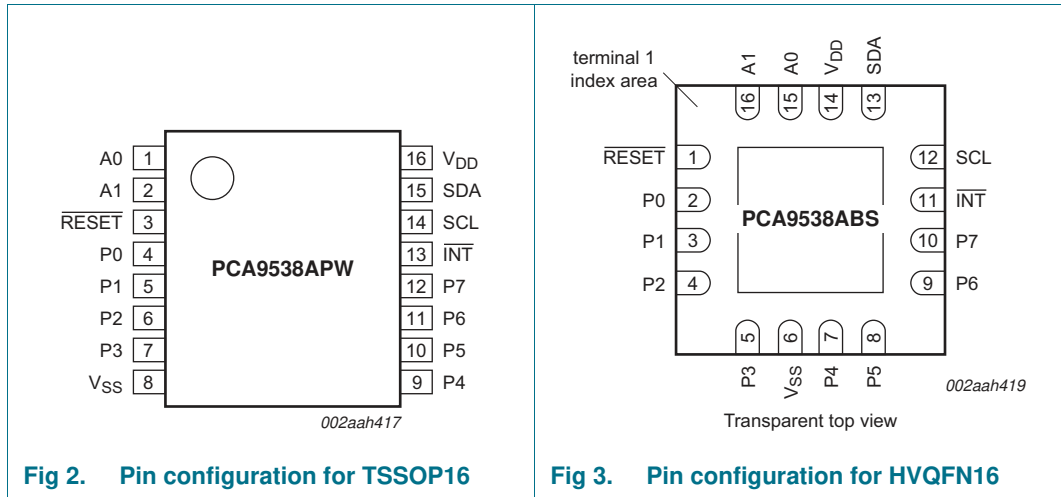 A0 1
A1 2
RESET 3
P0 4
P1 5
P2 6
P3 7
VSS 8
PCA9538APW
16 VDD
15 SDA
14 SCL
13 INT
12 P7
11 P6
10 P5
9 P4
002aah417
Fig 2. Pin configuration for TSSOP16
terminal 1
index area
A1 A0 VDD SDA
16 15 14 13
RESET 1
P0 2
P1 3
P2 4
PCA9538ABS
12 SCL
11 INT
10 P7
9 P6
5 6 7 8
P3 VSS P4 P5
002aah419
Transparent top view
Fig 3. Pin configuration for HVQFN16